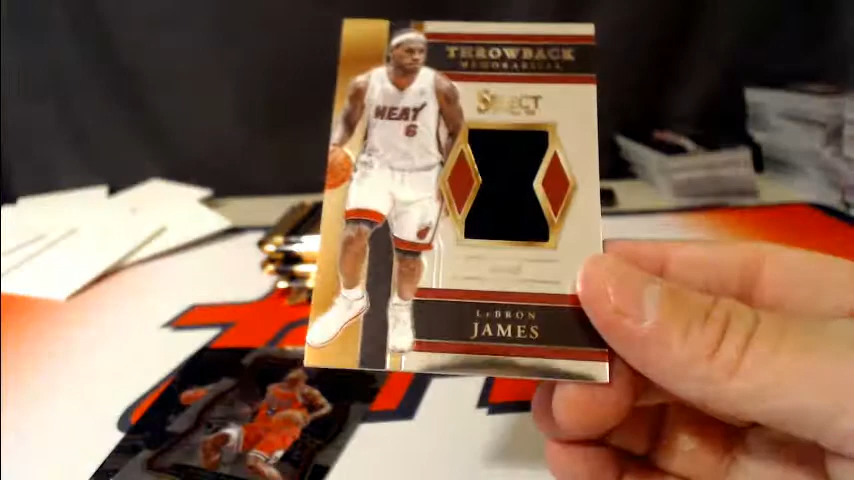 THROWBACK
MEMORABILIA
SELECT
HEAT
6
LEBRON
JAMES